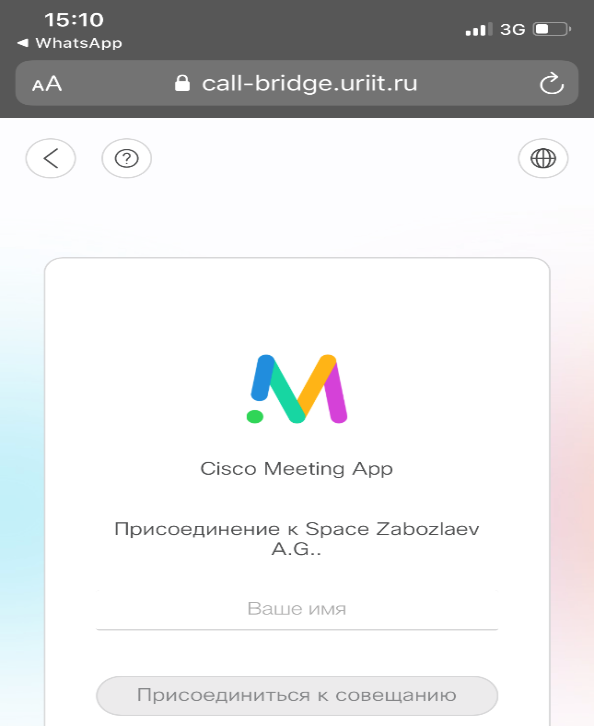 15:10
◀ WhatsApp
3G
AA
call-bridge.uriit.ru
?
Cisco Meeting App
Присоединение к Space Zabozlaev
A.G..
Ваше имя
Присоединиться к совещанию